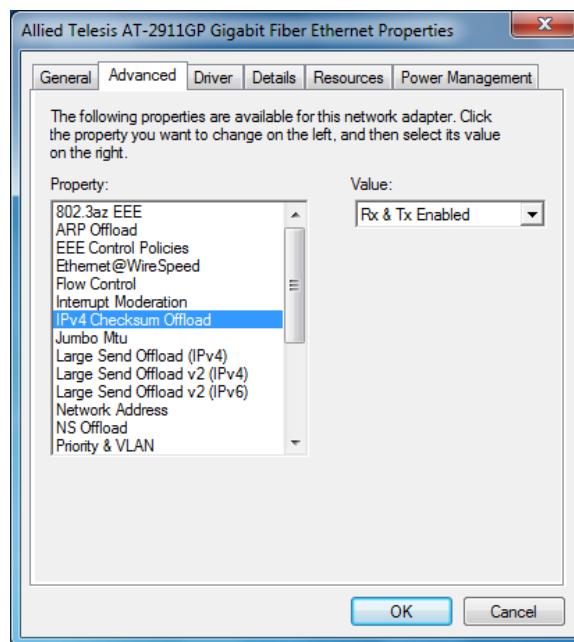 Allied Telesis AT-2911GP Gigabit Fiber Ethernet Properties
General Advanced Driver Details Resources Power Management
The following properties are available for this network adapter. Click
the property you want to change on the left, and then select its value
on the right.
Property:
Value:
802.3az EEE
Rx & Tx Enabled
ARP Offload
EEE Control Policies
Ethernet@WireSpeed
Flow Control
Interrupt Moderation
IPv4 Checksum Offload
Jumbo Mtu
Large Send Offload (IPv4)
Large Send Offload v2 (IPv4)
Large Send Offload v2 (IPv6)
Network Address
NS Offload
Priority & VLAN
OK
Cancel